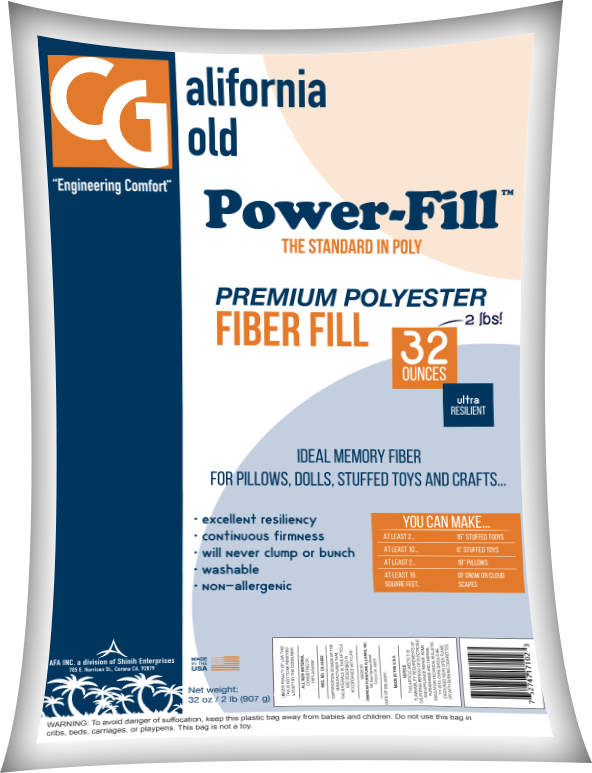 CG
alifornia
old
"Engineering Comfort"
Power-Fill™
THE STANDARD IN POLY
PREMIUM POLYESTER
FIBER FILL
2 lbs!
32
OUNCES
ultra
RESILIENT
IDEAL MEMORY FIBER
FOR PILLOWS, DOLLS, STUFFED TOYS AND CRAFTS...
· excellent resiliency
· continuous firmness
· will never clump or bunch
· washable
· non-allergenic
YOU CAN MAKE...
AT LEAST 2... 15" STUFFED TODYS
AT LEAST 10... 6" STUFFED TOYS
AT LEAST 2... 18" PILLOWS
AT LEAST 16 OF SNOW OR CLOUD
SQUARE FEET.. SCAPES
AFA INC. a division of Shinih Enterprises
MADE
IN THE
USA
Net weight:
32 oz / 2 lb (907 g)
MADE IN THE U.S.A.
WARNING: To avoid danger of suffocation, keep this plastic bag away from babies and children. Do not use this bag in
cribs, beds, carriages, or playpens. This bag is not a toy.